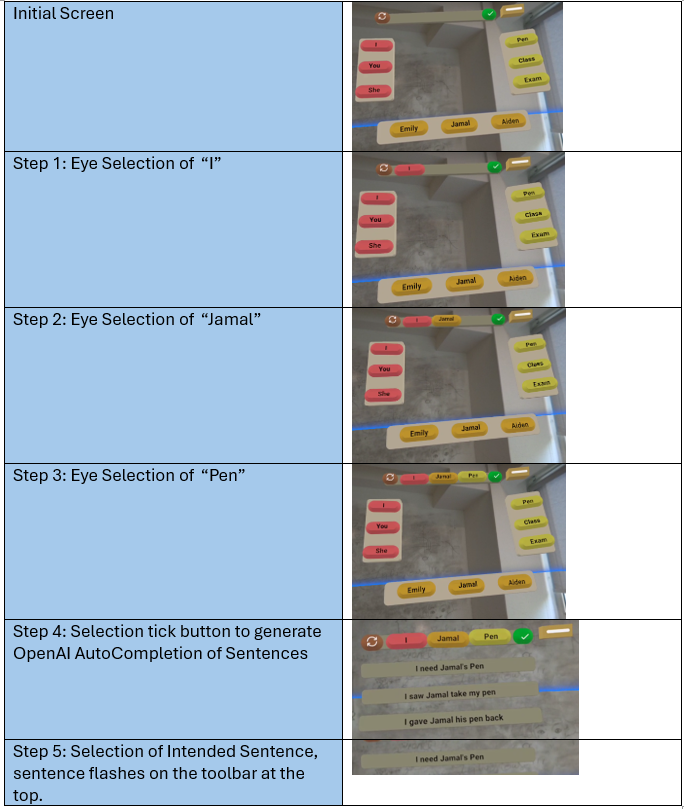 Initial Screen
I
You
She
Pen
Class
Exam
Emily Jamal Aiden
Step 1: Eye Selection of “I”
I
I
You
She
Pen
Class
Exam
Emily Jamal Aiden
Step 2: Eye Selection of “Jamal”
I Jamal
I
You
She
Pen
Class
Exam
Emily Jamal Aiden
Step 3: Eye Selection of “Pen”
I Jamal Pen
I
You
She
Pen
Class
Exam
Emily Jamal Aiden
Step 4: Selection tick button to generate
OpenAI AutoCompletion of Sentences
I Jamal Pen
I need Jamal's Pen
I saw Jamal take my pen
I gave Jamal his pen back
Step 5: Selection of Intended Sentence,
sentence flashes on the toolbar at the
top.
I need Jamal's Pen